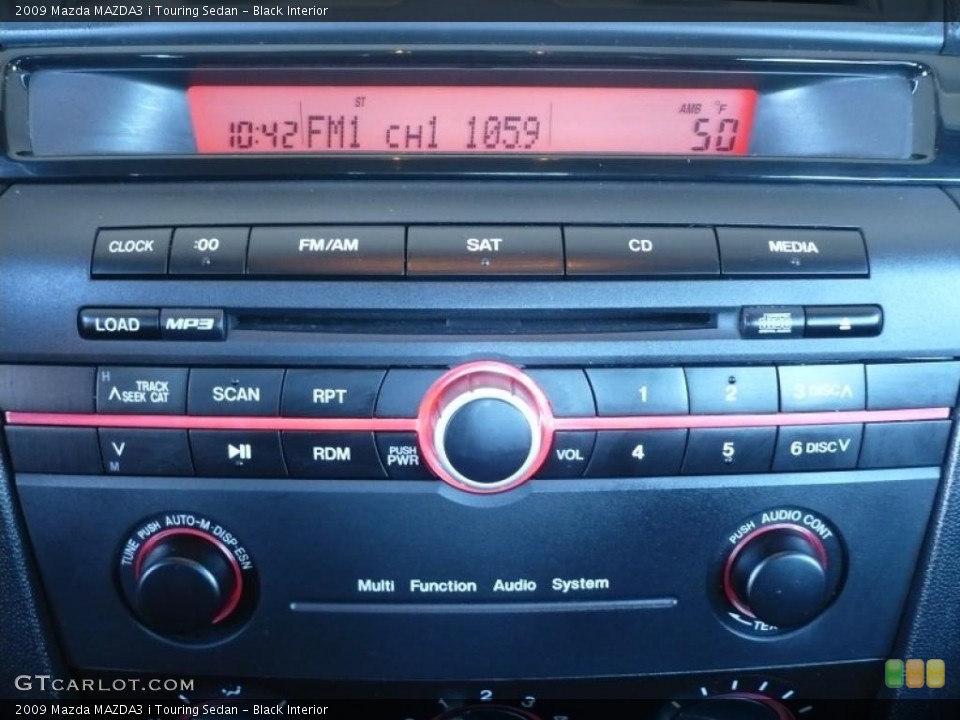 2009 Mazda MAZDA3 i Touring Sedan - Black Interior
ST
AMB °F
10:42 FM1 CH1 105.9 50
CLOCK :00 FM/AM SAT CD MEDIA
LOAD MP3
H
TRACK
SEEK CAT SCAN RPT 1 2 3 DISC
M RDM PUSH PWR VOL 4 5 6 DISC
TUNE PUSH AUTO-M·DISP·ESN
PUSH AUDIO CONT
Multi Function Audio System
GTCARLOT.COM
2
2009 Mazda MAZDA3 i Touring Sedan - Black Interior